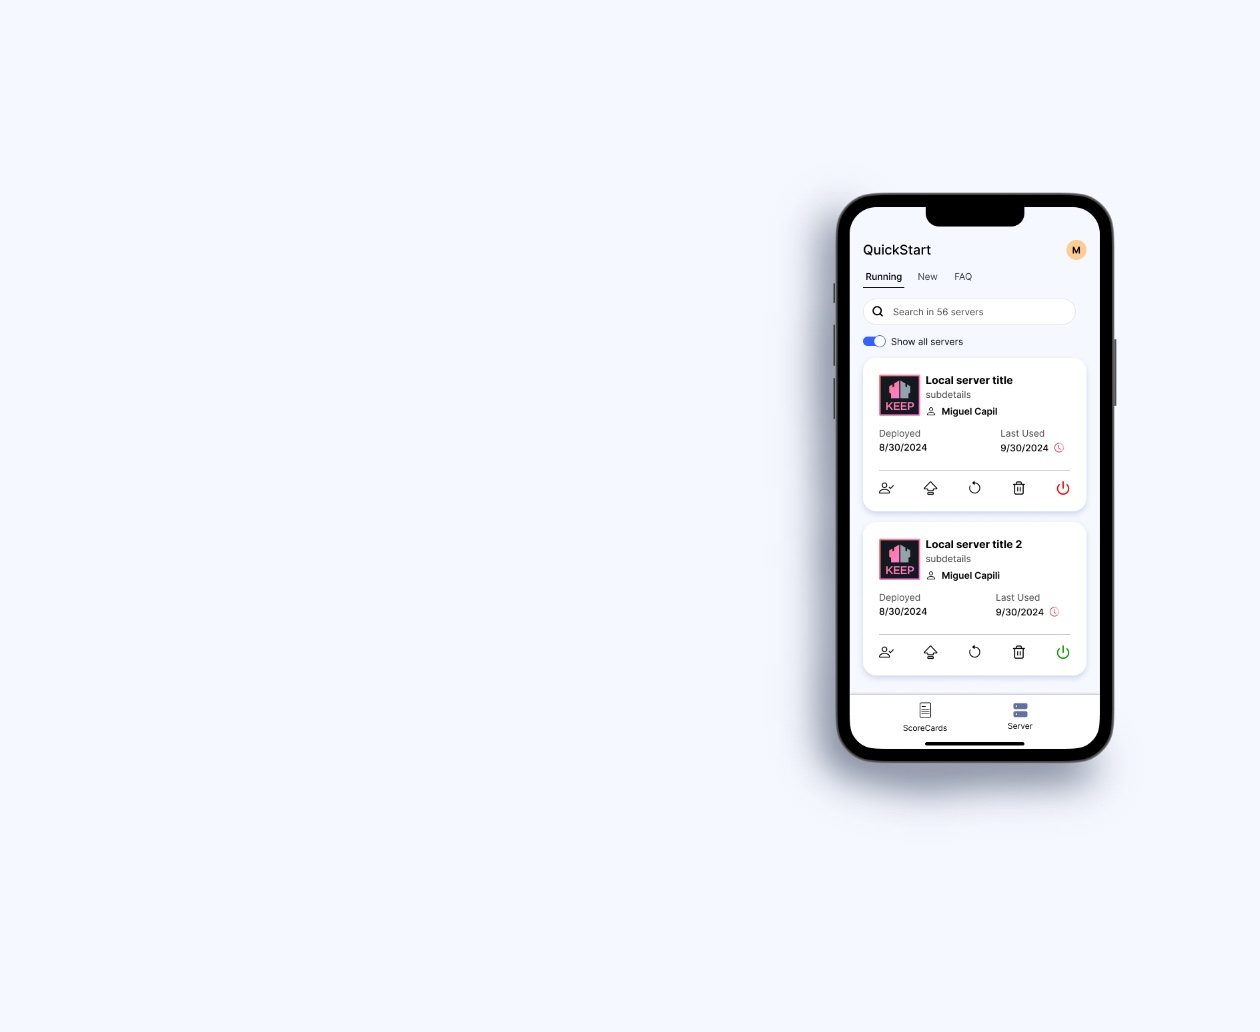 QuickStart
M
Running New FAQ
Search in 56 servers
Show all servers
KEEP
Local server title
subdetails
Miguel Capil
Deployed Last Used
8/30/2024 9/30/2024
KEEP
Local server title 2
subdetails
Miguel Capili
Deployed Last Used
8/30/2024 9/30/2024
ScoreCards Server